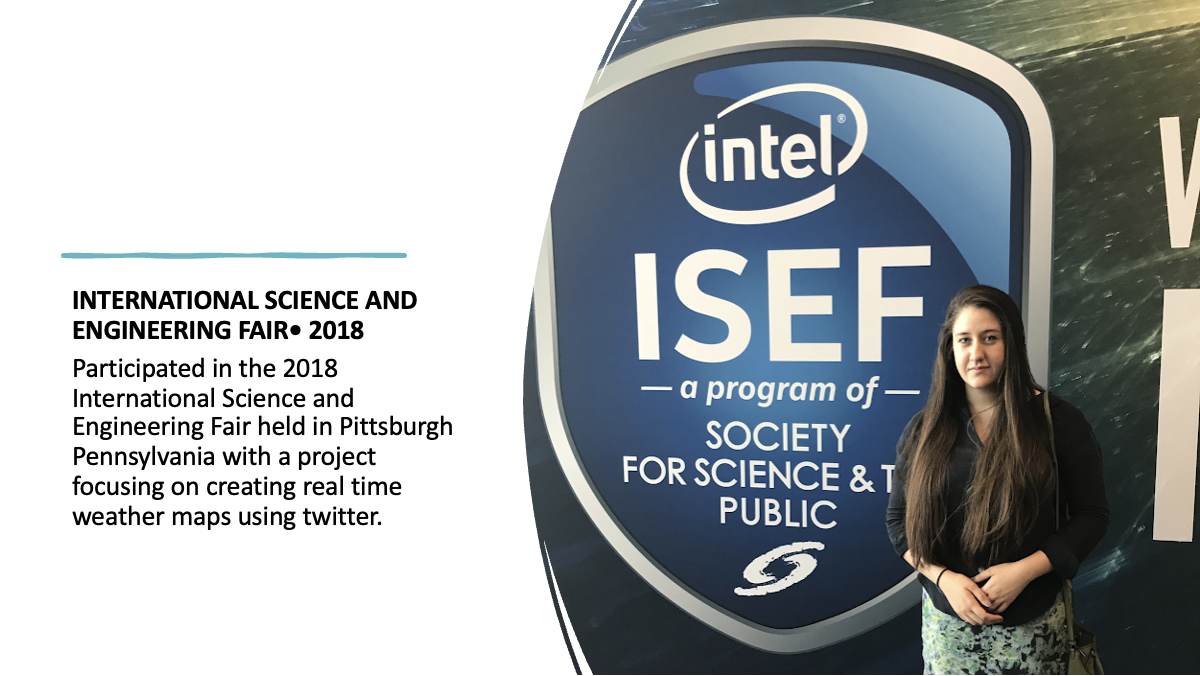 INTERNATIONAL SCIENCE AND
ENGINEERING FAIR• 2018
Participated in the 2018
International Science and
Engineering Fair held in Pittsburgh
Pennsylvania with a project
focusing on creating real time
weather maps using twitter.
intel®
ISEF
— a program of —
SOCIETY
FOR SCIENCE & T
PUBLIC
W